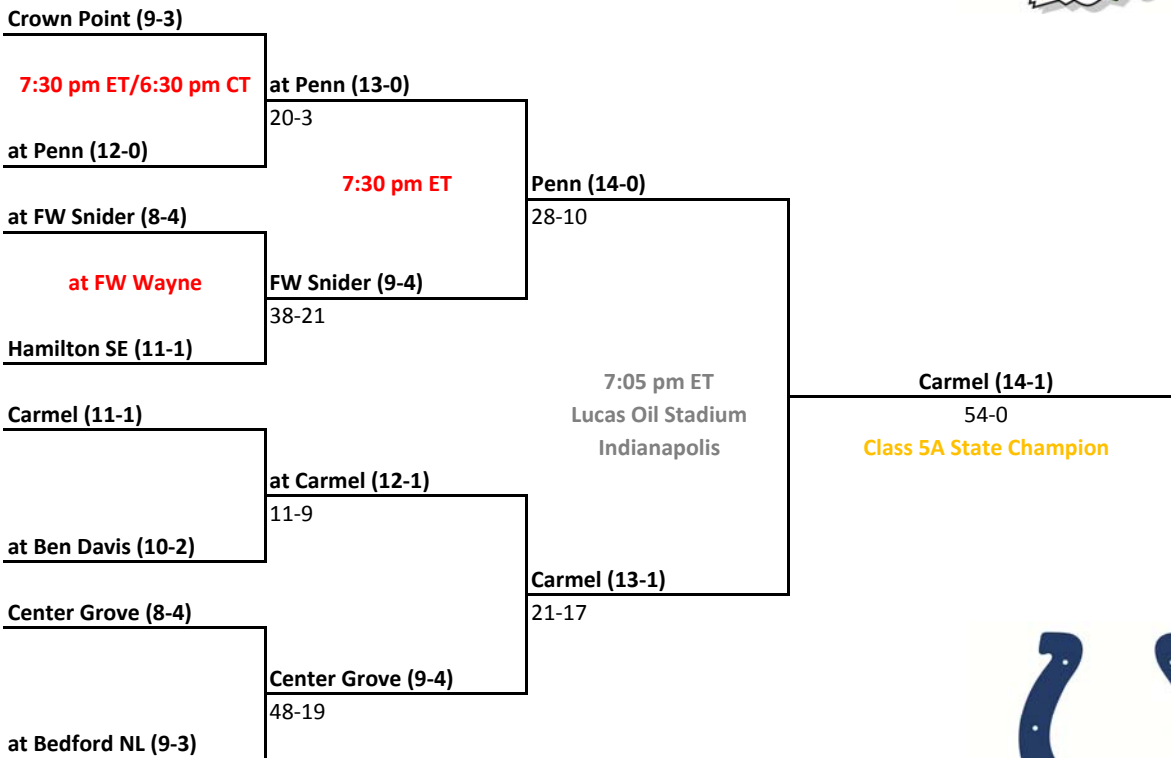 Crown Point (9-3)
7:30 pm ET/6:30 pm CT
at Penn (13-0)
20-3
at Penn (12-0)
7:30 pm ET
Penn (14-0)
28-10
at FW Snider (8-4)
at FW Wayne
FW Snider (9-4)
38-21
Hamilton SE (11-1)
7:05 pm ET
Lucas Oil Stadium
Indianapolis
Carmel (14-1)
54-0
Class 5A State Champion
Carmel (11-1)
at Carmel (12-1)
11-9
at Ben Davis (10-2)
Carmel (13-1)
21-17
Center Grove (8-4)
Center Grove (9-4)
48-19
at Bedford NL (9-3)